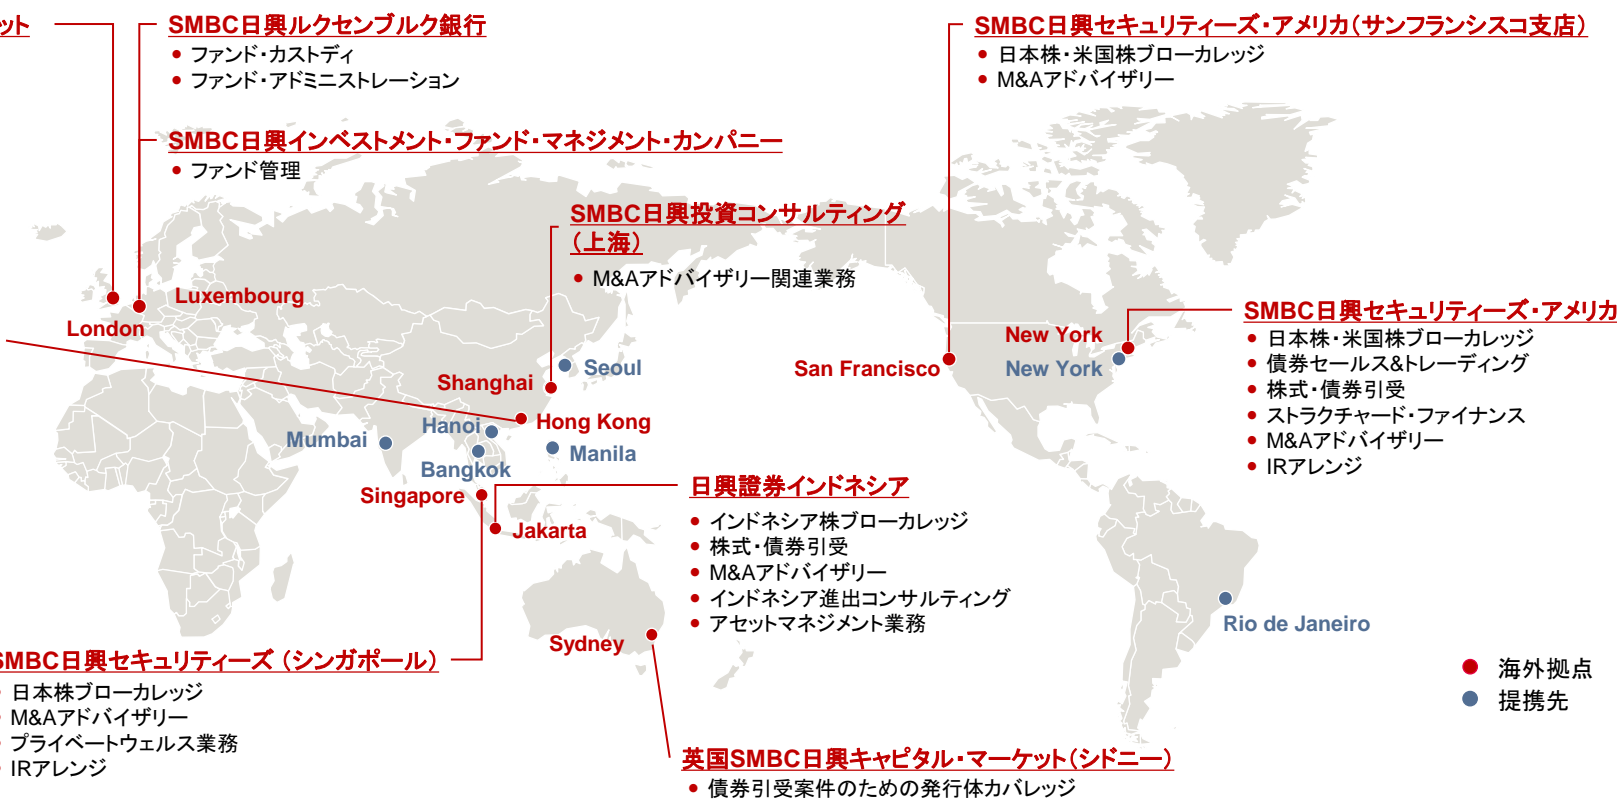 ット
SMBC日興ルクセンブルク銀行
• ファンド・カストディ
• ファンド・アドミニストレーション
SMBC日興インベストメント・ファンド・マネジメント・カンパニー
• ファンド管理
SMBC日興投資コンサルティング
（上海）
• M&Aアドバイザリー関連業務
SMBC日興セキュリティーズ・アメリカ（サンフランシスコ支店）
• 日本株・米国株ブローカレッジ
• M&Aアドバイザリー
SMBC日興セキュリティーズ・アメリカ
• 日本株・米国株ブローカレッジ
• 債券セールス&トレーディング
• 株式・債券引受
• ストラクチャード・ファイナンス
• M&Aアドバイザリー
• IRアレンジ
Luxembourg
London
New York
New York
San Francisco
Seoul
Shanghai
Hong Kong
Hanoi
Mumbai
Manila
Bangkok
Singapore
Jakarta
Sydney
Rio de Janeiro
日興證券インドネシア
• インドネシア株ブローカレッジ
• 株式・債券引受
• M&Aアドバイザリー
• インドネシア進出コンサルティング
• アセットマネジメント業務
SMBC日興セキュリティーズ（シンガポール）
• 日本株ブローカレッジ
• M&Aアドバイザリー
• プライベートウェルス業務
• IRアレンジ
英国SMBC日興キャピタル・マーケット（シドニー）
• 債券引受案件のための発行体カバレッジ
海外拠点
提携先